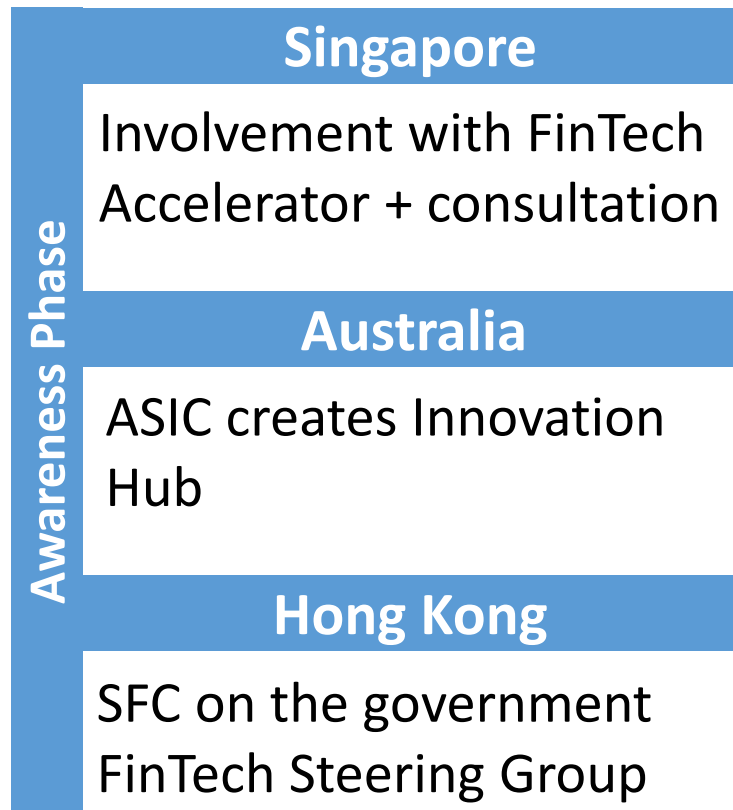 Awareness Phase
Singapore
Involvement with FinTech
Accelerator + consultation
Australia
ASIC creates Innovation
Hub
Hong Kong
SFC on the government
FinTech Steering Group